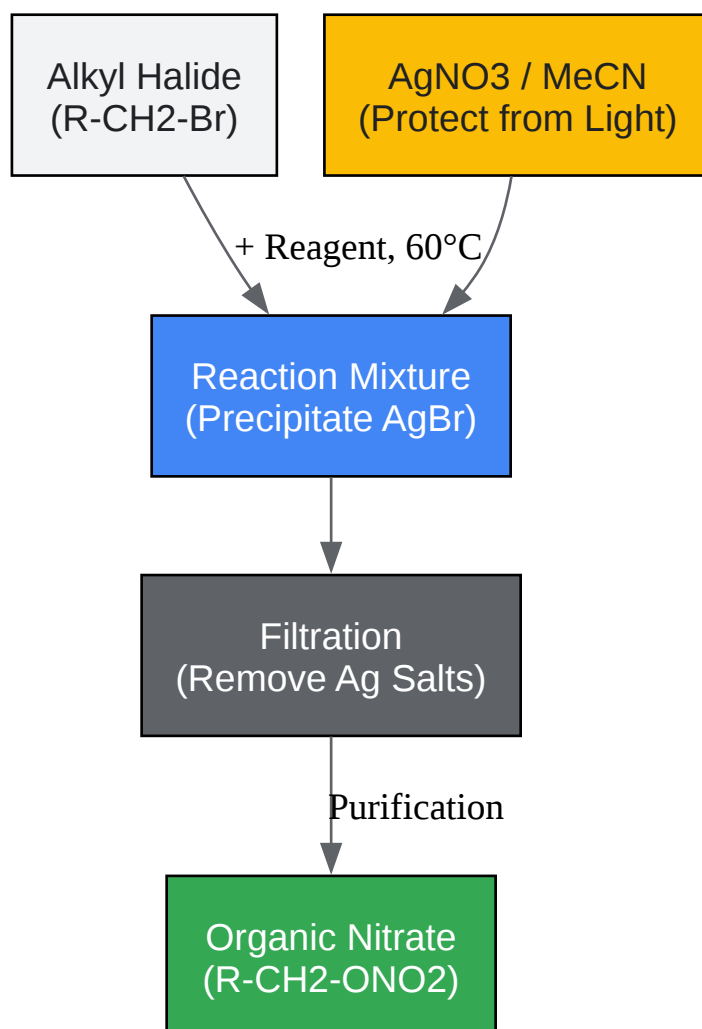 Alkyl Halide
(R-CH2-Br)
AgNO3 / MeCN
(Protect from Light)
+ Reagent, 60°C
Reaction Mixture
(Precipitate AgBr)
Filtration
(Remove Ag Salts)
Purification
Organic Nitrate
(R-CH2-ONO2)